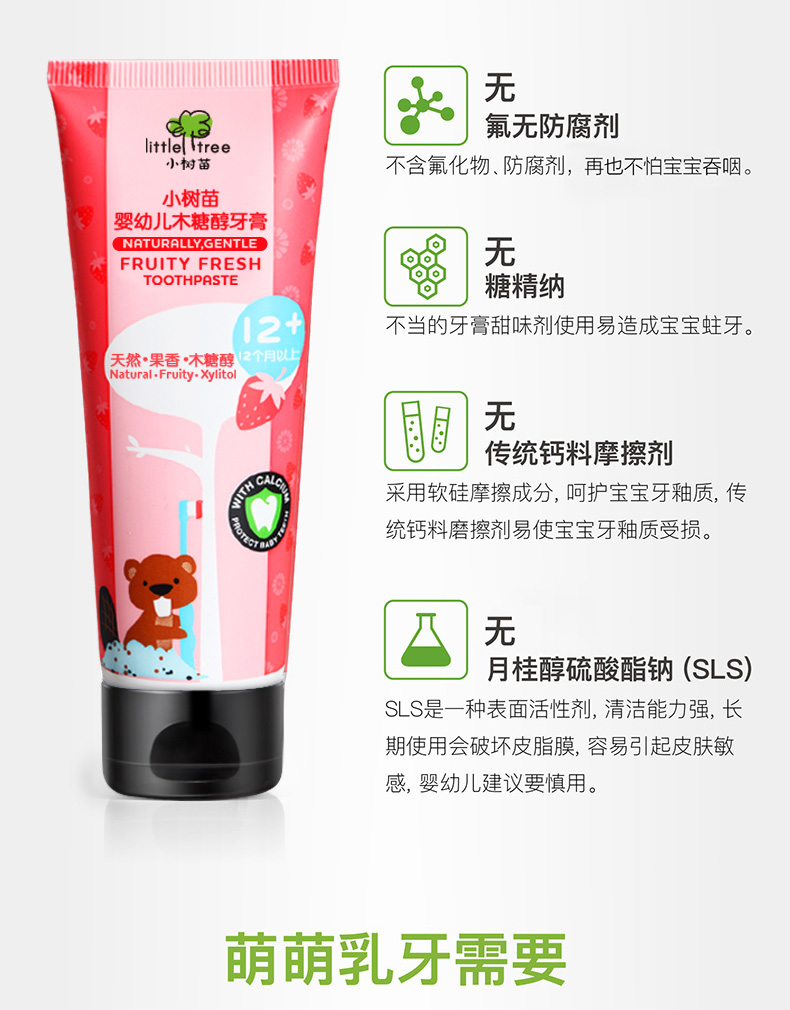 little tree
小树苗
小树苗
婴幼儿木糖醇牙膏
NATURALLY,GENTLE
FRUITY FRESH
TOOTHPASTE
12+
12个月以上
天然•果香•木糖醇
Natural•Fruity•Xylitol
WITH CALCIUM
PROTECT BABY TEETH
无
氟无防腐剂
不含氟化物、防腐剂，再也不怕宝宝吞咽。
无
糖精纳
不当的牙膏甜味剂使用易造成宝宝蛀牙。
无
传统钙料摩擦剂
采用软硅摩擦成分, 呵护宝宝牙釉质, 传
统钙料磨擦剂易使宝宝牙釉质受损。
无
月桂醇硫酸酯钠（SLS）
SLS是一种表面活性剂, 清洁能力强, 长
期使用会破坏皮脂膜, 容易引起皮肤敏
感, 婴幼儿建议要慎用。
萌萌乳牙需要